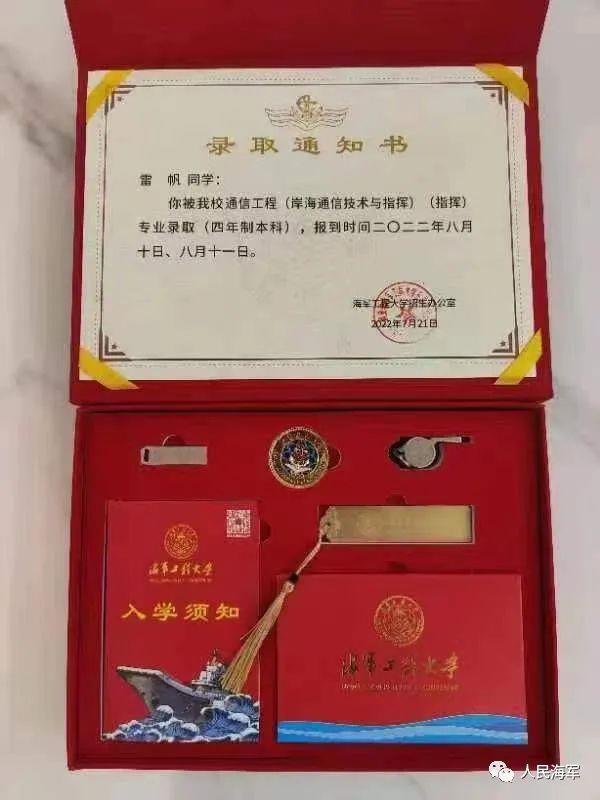 录取通知书
雷 帆 同学：
你被我校通信工程（岸海通信技术与指挥）（指挥）
专业录取（四年制本科），报到时间二〇二二年八月
十日、八月十一日。
海军工程大学招生办公室
2022年7月21日
海军工程大学
入学须知
海军工程大学
人民海军